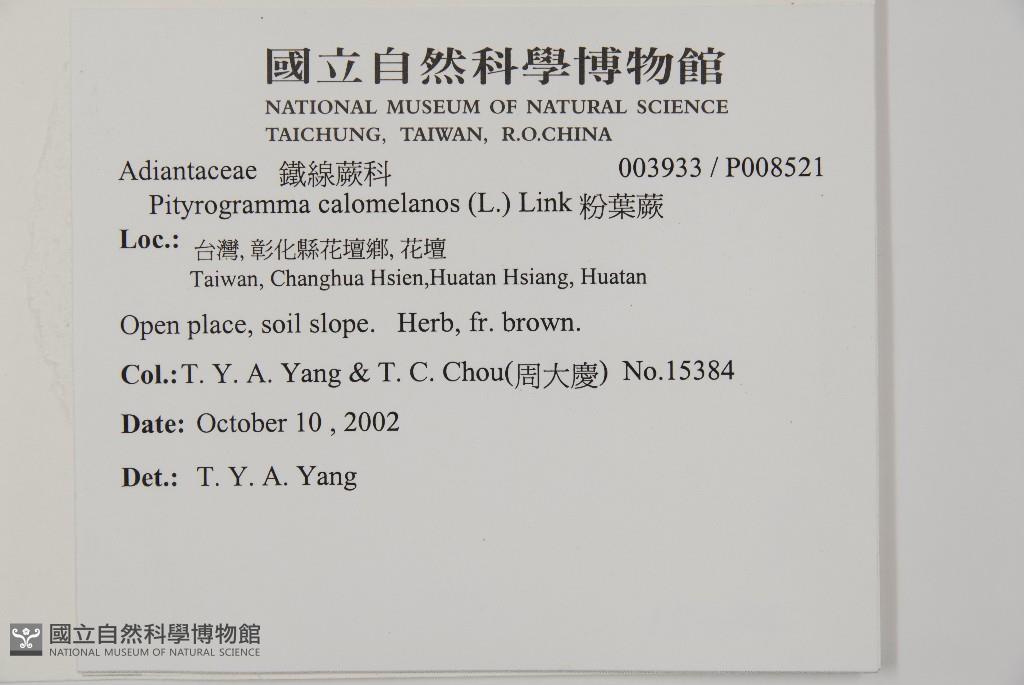 國立自然科學博物館
NATIONAL MUSEUM OF NATURAL SCIENCE
TAICHUNG, TAIWAN, R.O.CHINA
Adiantaceae 鐵線蕨科 003933 / P008521
Pityrogramma calomelanos (L.) Link 粉葉蕨
Loc.: 台灣, 彰化縣花壇鄉, 花壇
Taiwan, Changhua Hsien,Huatan Hsiang, Huatan
Open place, soil slope. Herb, fr. brown.
Col.:T. Y. A. Yang & T. C. Chou(周大慶) No.15384
Date: October 10 , 2002
Det.: T. Y. A. Yang
國立自然科學博物館
NATIONAL MUSEUM OF NATURAL SCIENCE